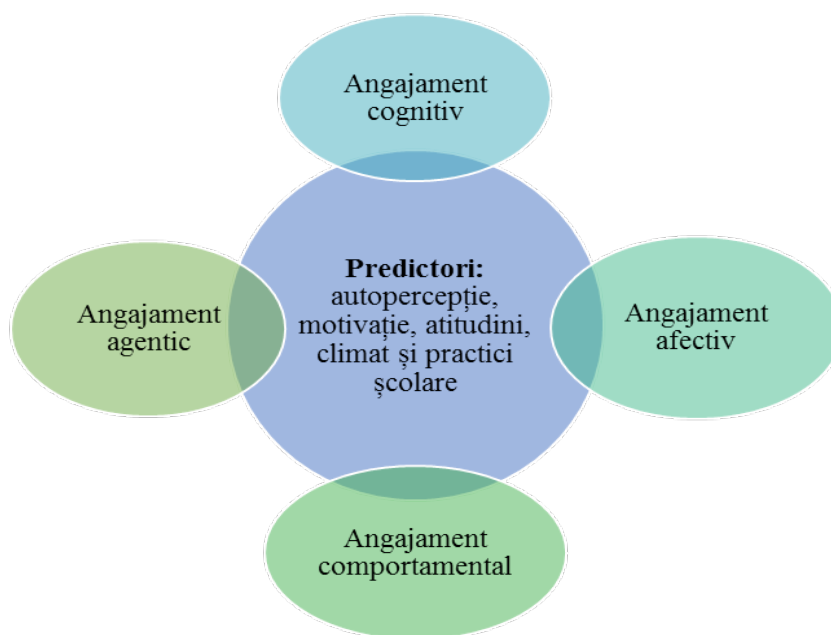 Angajament
cognitiv
Predictori:
autopercepție,
motivație, atitudini,
climat și practici
școlare
Angajament
agentic
Angajament
afectiv
Angajament
comportamental